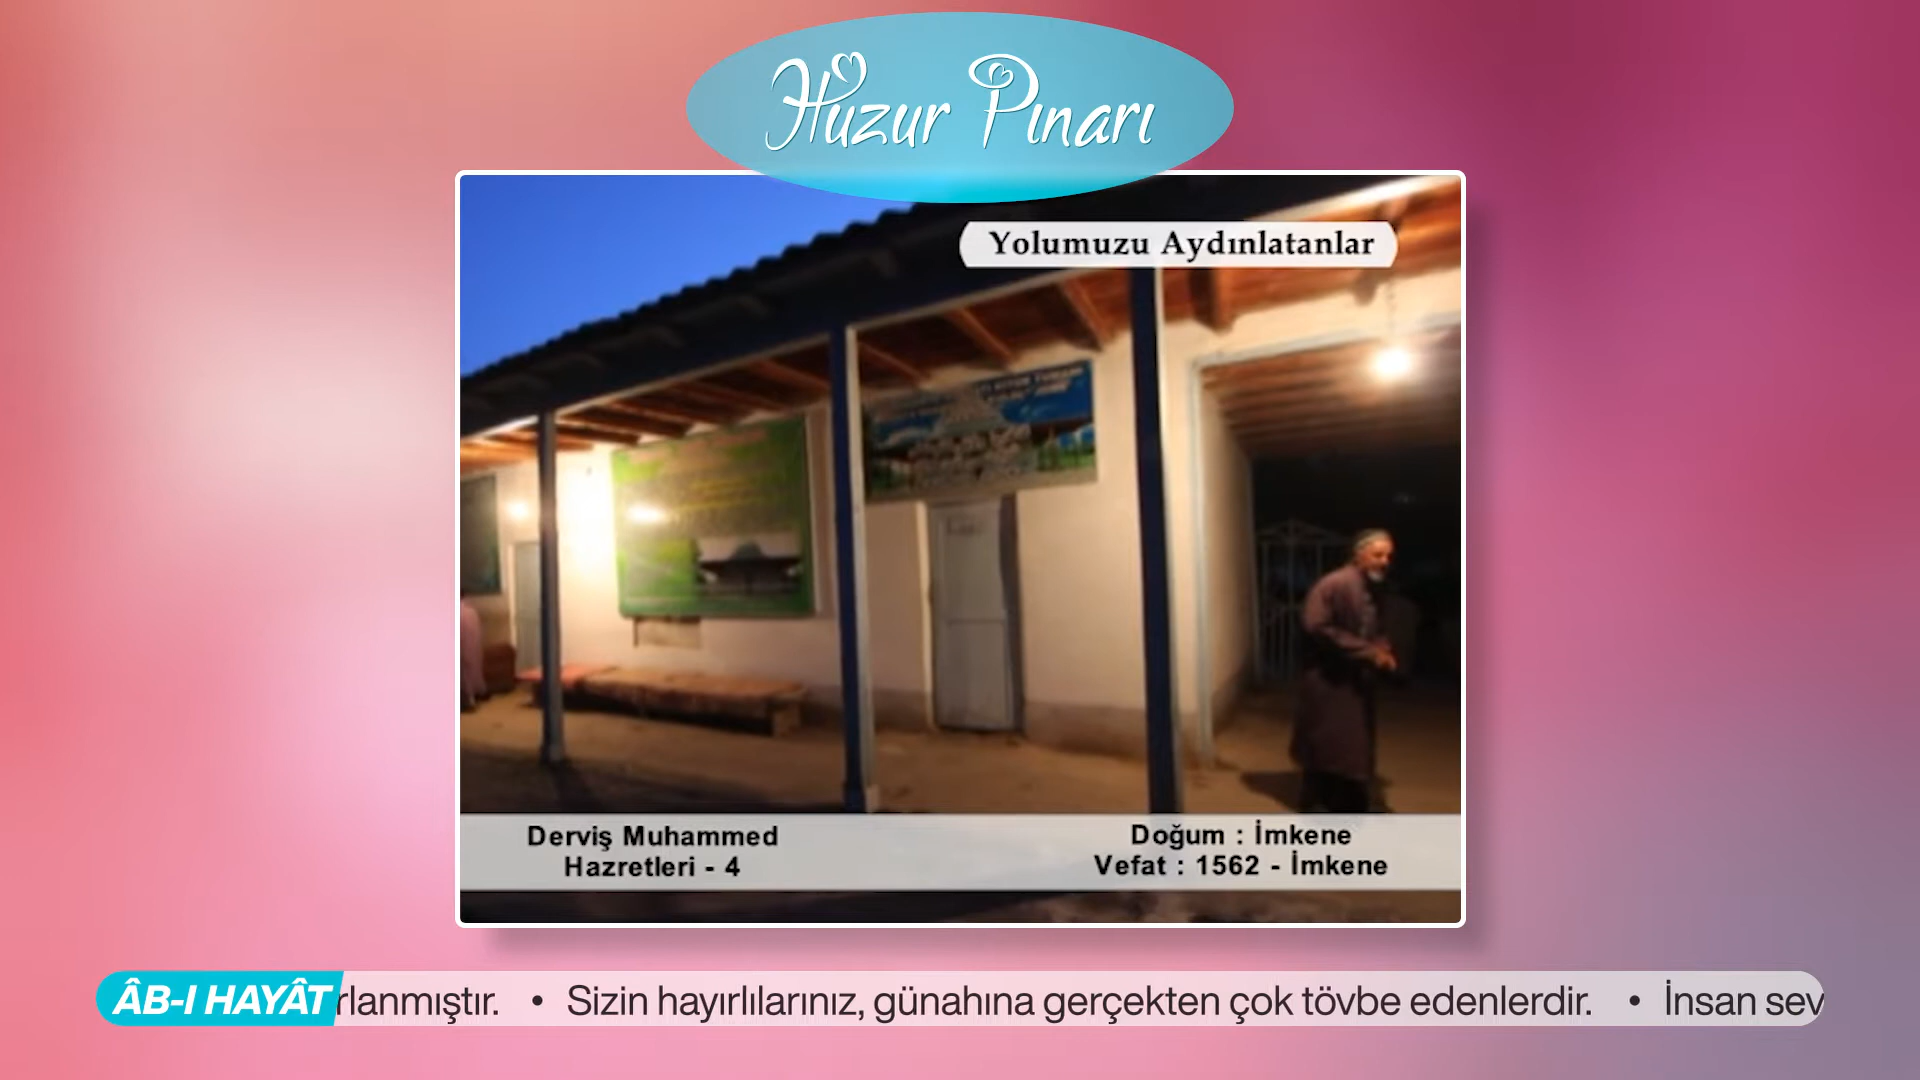 Huzur Pınarı
Yolumuzu Aydınlatanlar
Derviş Muhammed
Hazretleri - 4
Doğum : İmkene
Vefat : 1562 - İmkene
ÂB-I HAYÂT
rlanmıştır. • Sizin hayırlılarınız, günahına gerçekten çok tövbe edenlerdir. • İnsan sev